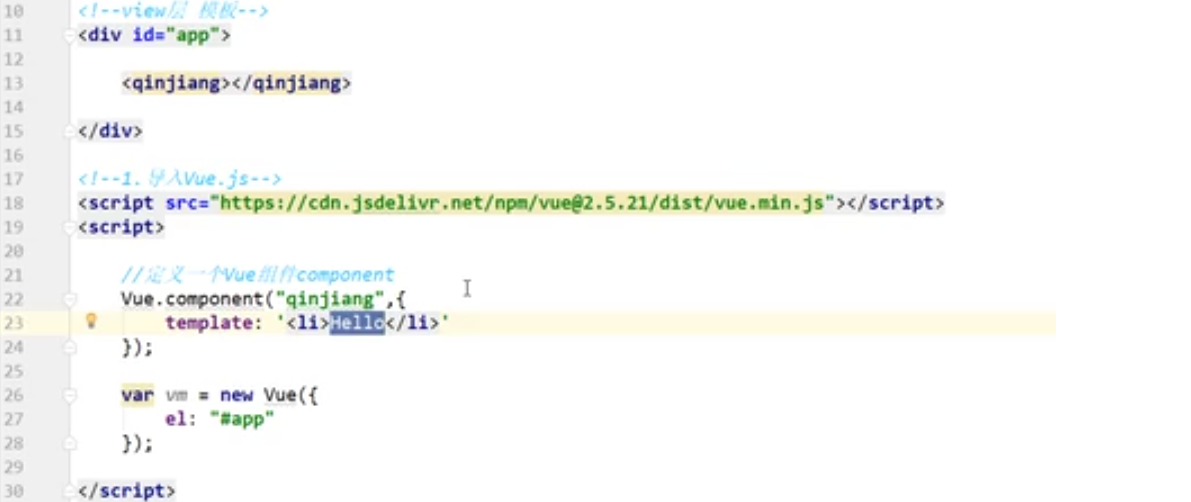 10 <!--view层 模板-->
11 <div id="app">
12
13 <qinjiang></qinjiang>
14
15 </div>
16
17 <!--1.导入Vue.js-->
18 <script src="https://cdn.jsdelivr.net/npm/vue@2.5.21/dist/vue.min.js"></script>
19 <script>
20
21 //定义一个Vue组件component
22 Vue.component("qinjiang",{
23 template: '<li>Hello</li>'
24 });
25
26 var vm = new Vue({
27 el: "#app"
28 });
29
30 </script>